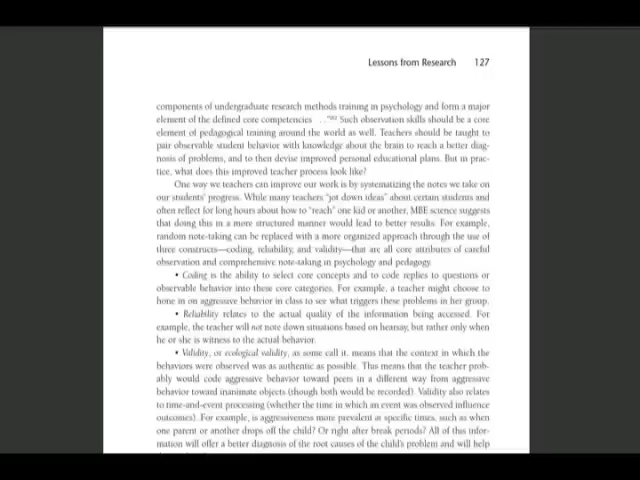 Lessons from Research 127
components of undergraduate research methods training in psychology and form a major
element of the defined core competencies . . ." Such observation skills should be a core
element of pedagogical training around the world as well. Teachers should be taught to
pair observable student behavior with knowledge about the brain to reach a better diag-
nosis of problems, and to then devise improved personal educational plans. But in prac-
tice, what does this improved teacher process look like?
One way we teachers can improve our work is by systematizing the notes we take on
our students' progress. While many teachers "jot down ideas" about certain students and
often reflect for long hours about how to "reach" one kid or another, MBE science suggests
that doing this in a more structured manner would lead to better results. For example,
random note-taking can be replaced with a more organized approach through the use of
three constructs—coding, reliability, and validity—that are all core attributes of careful
observation and comprehensive note-taking in psychology and pedagogy.
• Coding is the ability to select core concepts and to code replies to questions or
observable behavior into these core categories. For example, a teacher might choose to
hone in on aggressive behavior in class to see what triggers these problems in her group.
• Reliability relates to the actual quality of the information being accessed. For
example, the teacher will not note down situations based on hearsay, but rather only when
he or she is witness to the actual behavior.
• Validity, or ecological validity, as some call it, means that the context in which the
behaviors were observed was as authentic as possible. This means that the teacher prob-
ably would code aggressive behavior toward peers in a different way from aggressive
behavior toward inanimate objects (though both would be recorded). Validity also relates
to time-and-event processing (whether the time in which an event was observed influence
outcomes). For example, is aggressiveness more prevalent at specific times, such as when
one parent or another drops off the child? Or right after break periods? All of this infor-
mation will offer a better diagnosis of the root causes of the child's problem and will help